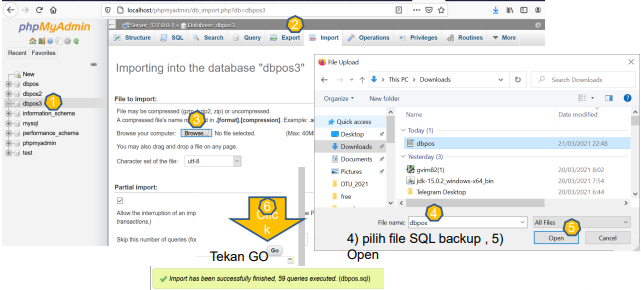 localhost/phpmyadmin/db_import.php?db=dbpos3
phpMyAdmin
Recent Favorites
New
dbpos
dbpos2
dbpos3
information_schema
mysql
performance_schema
phpmyadmin
test
1
Server: 127.0.0.1 » Database: dbpos3
2
Structure SQL Search Query Export Import Operations Privileges Routines More
Importing into the database "dbpos3"
File to import:
File may be compressed (gzip, bzip2, zip) or uncompressed.
A compressed file's name must end in .[format].[compression]. Example: .s
3
Browse your computer: Browse... No file selected. (Max: 40M
You may also drag and drop a file on any page.
Character set of the file: utf-8
Partial import:
Allow the interruption of an imp
transactions.)
Skip this number of queries (for
6
Clic
k
Go
Tekan GO
File Upload
This PC > Downloads
Search Downloads
Organize New folder
Quick access
Desktop
Downloads
Documents
Pictures
DTU_2021
free
Name Date modified
Today (1)
dbpos 21/03/2021 22:48
Yesterday (3)
gvim82(1) 20/03/2021 8:02
jdk-15.0.2_windows-x64_bin 20/03/2021 7:54
Telegram Desktop 20/03/2021 6:44
4
File name: dbpos All Files
5
Open Cancel
4) pilih file SQL backup , 5)
Open
Import has been successfully finished, 59 queries executed. (dbpos.sql)